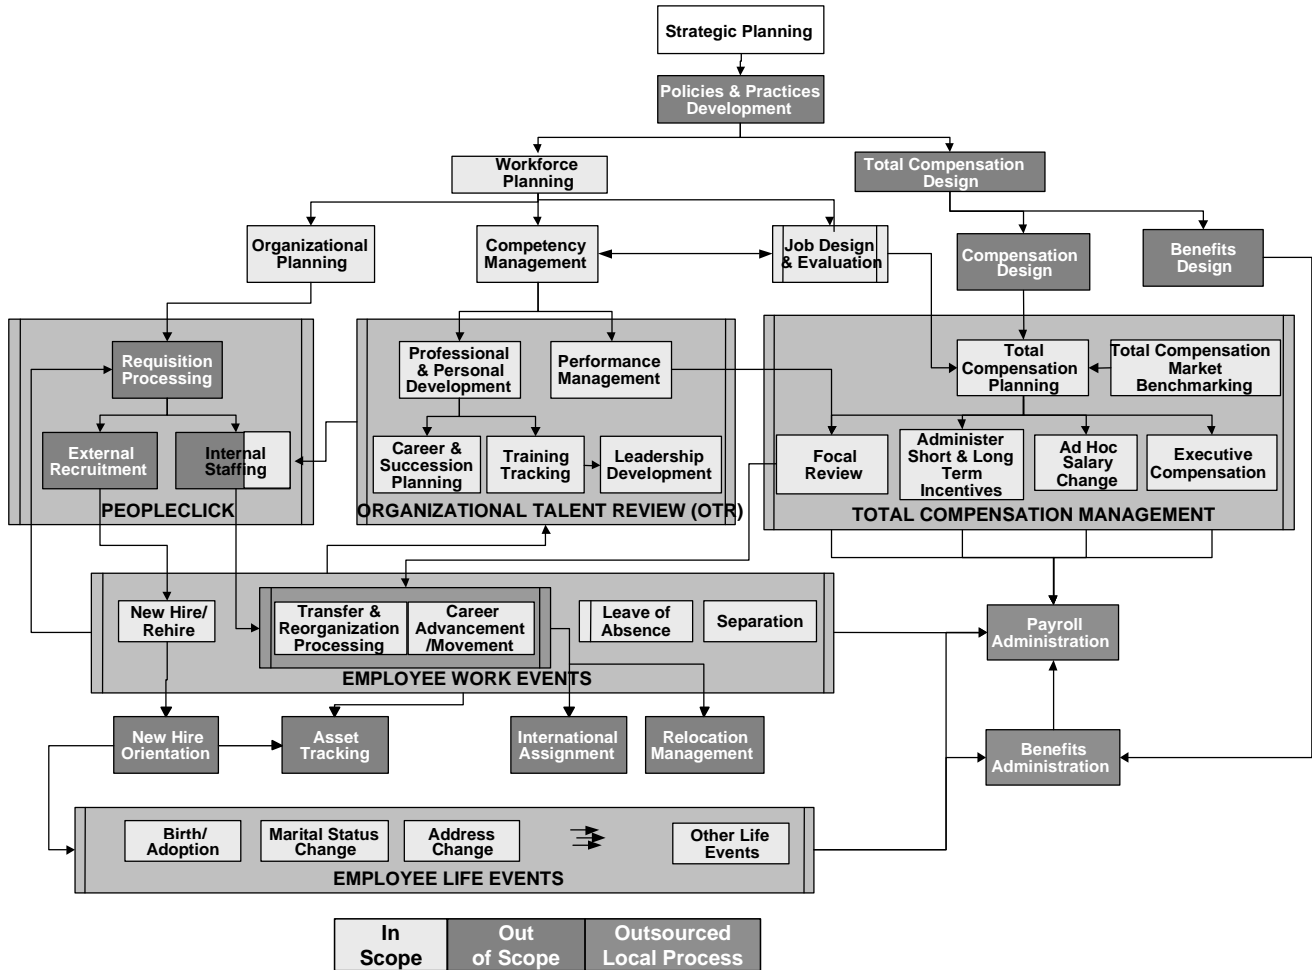 Strategic Planning
Policies & Practices
Development
Workforce
Planning
Total Compensation
Design
Organizational
Planning
Competency
Management
Job Design
& Evaluation
Compensation
Design
Benefits
Design
Requisition
Processing
Professional
& Personal
Development
Performance
Management
Total
Compensation
Planning
Total Compensation
Market
Benchmarking
External
Recruitment
Internal
Staffing
Career &
Succession
Planning
Training
Tracking
Leadership
Development
Focal
Review
Administer
Short & Long
Term
Incentives
Ad Hoc
Salary
Change
Executive
Compensation
PEOPLECLICK
ORGANIZATIONAL TALENT REVIEW (OTR)
TOTAL COMPENSATION MANAGEMENT
New Hire/
Rehire
Transfer &
Reorganization
Processing
Career
Advancement
/Movement
Leave of
Absence
Separation
Payroll
Administration
EMPLOYEE WORK EVENTS
New Hire
Orientation
Asset
Tracking
International
Assignment
Relocation
Management
Benefits
Administration
Birth/
Adoption
Marital Status
Change
Address
Change
Other Life
Events
EMPLOYEE LIFE EVENTS
In
Scope
Out
of Scope
Outsourced
Local Process